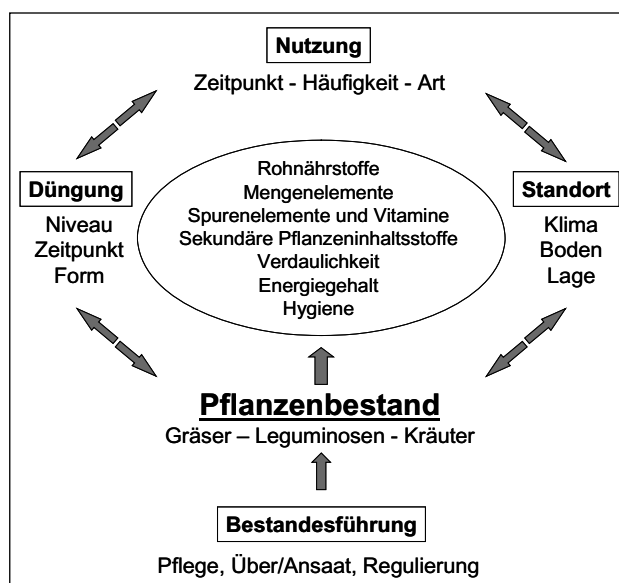 Nutzung
Zeitpunkt - Häufigkeit - Art
Düngung
Niveau
Zeitpunkt
Form
Rohnährstoffe
Mengenelemente
Spurenelemente und Vitamine
Sekundäre Pflanzeninhaltsstoffe
Verdaulichkeit
Energiegehalt
Hygiene
Standort
Klima
Boden
Lage
Pflanzenbestand
Gräser – Leguminosen - Kräuter
Bestandesführung
Pflege, Über/Ansaat, Regulierung